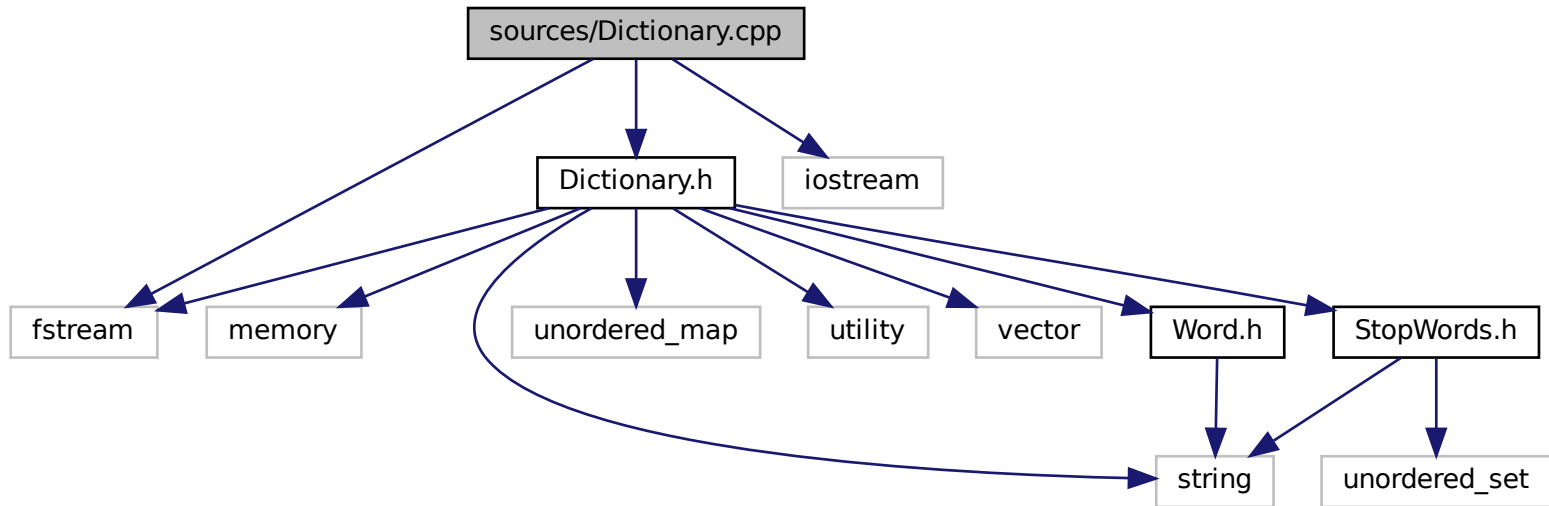 sources/Dictionary.cpp
Dictionary.h
iostream
fstream
memory
unordered_map
utility
vector
Word.h
StopWords.h
string
unordered_set